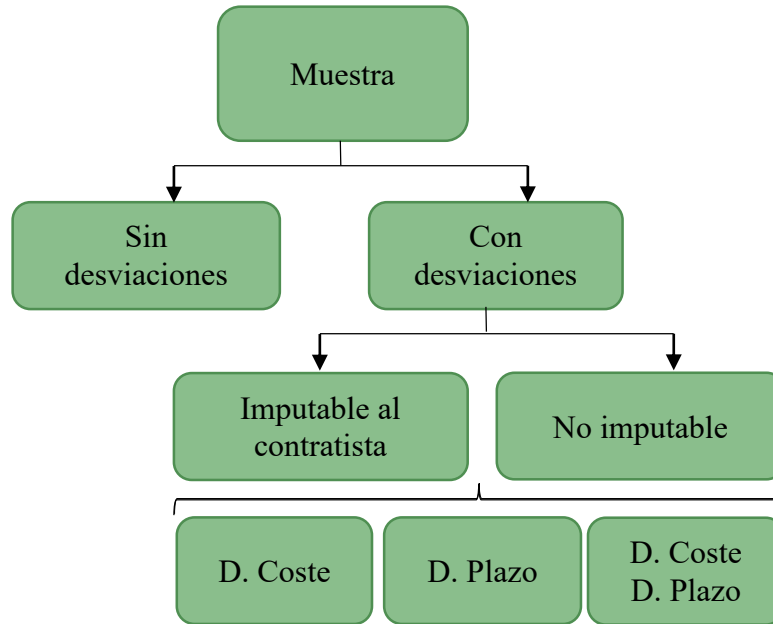 Muestra
Sin
desviaciones
Con
desviaciones
Imputable al
contratista
No imputable
D. Coste
D. Plazo
D. Coste
D. Plazo